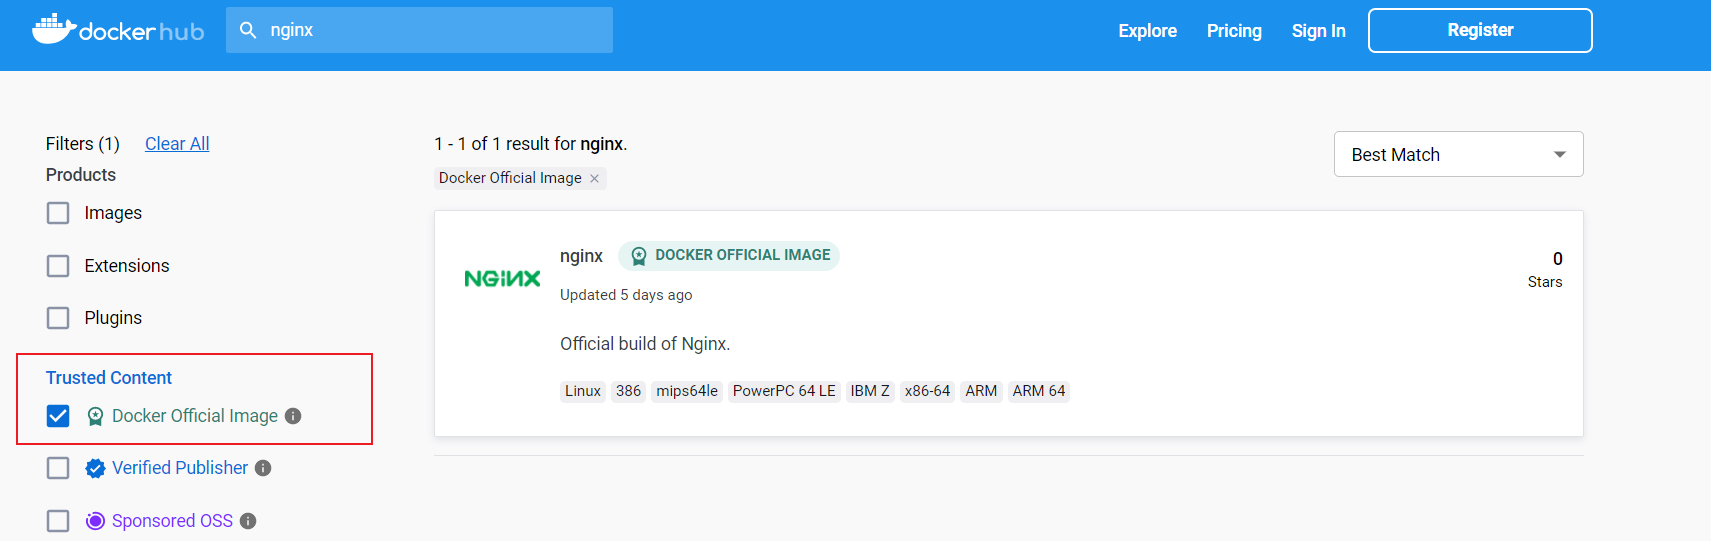 docker hub
nginx
Explore
Pricing
Sign In
Register
Filters (1)
Clear All
Products
Images
Extensions
Plugins
Trusted Content
Docker Official Image
Verified Publisher
Sponsored OSS
1 - 1 of 1 result for nginx.
Docker Official Image ×
Best Match
NGINX
nginx
DOCKER OFFICIAL IMAGE
Updated 5 days ago
Official build of Nginx.
Linux 386 mips64le PowerPC 64 LE IBM Z x86-64 ARM ARM 64
0
Stars